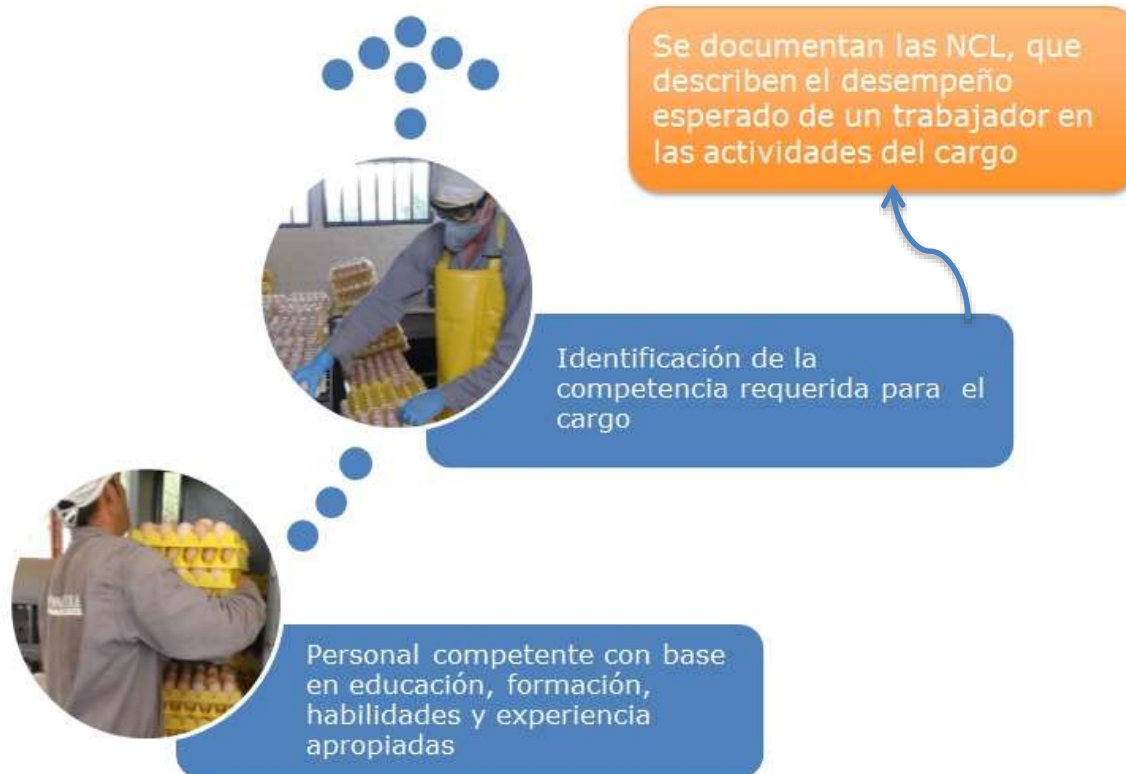 Se documentan las NCL, que
describen el desempeño
esperado de un trabajador en
las actividades del cargo
Identificación de la
competencia requerida para el
cargo
Personal competente con base
en educación, formación,
habilidades y experiencia
apropiadas